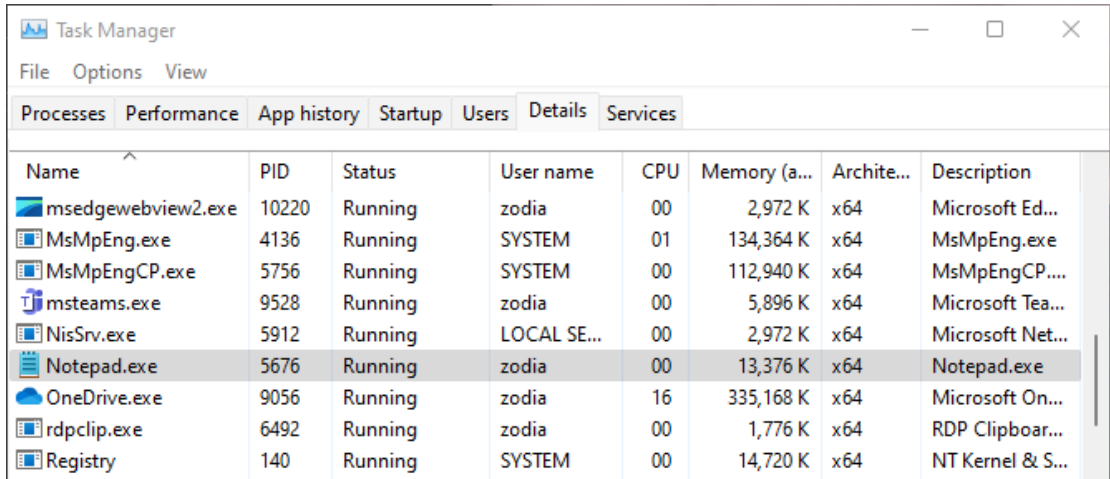 Task Manager
File Options View
Processes Performance App history Startup Users Details Services
Name PID Status User name CPU Memory (a... Archite... Description
msedgewebview2.exe 10220 Running zodia 00 2,972 K x64 Microsoft Ed...
MsMpEng.exe 4136 Running SYSTEM 01 134,364 K x64 MsMpEng.exe
MsMpEngCP.exe 5756 Running SYSTEM 00 112,940 K x64 MsMpEngCP....
msteams.exe 9528 Running zodia 00 5,896 K x64 Microsoft Tea...
NisSrv.exe 5912 Running LOCAL SE... 00 2,972 K x64 Microsoft Net...
Notepad.exe 5676 Running zodia 00 13,376 K x64 Notepad.exe
OneDrive.exe 9056 Running zodia 16 335,168 K x64 Microsoft On...
rdpclip.exe 6492 Running zodia 00 1,776 K x64 RDP Clipboar...
Registry 140 Running SYSTEM 00 14,720 K x64 NT Kernel & S...